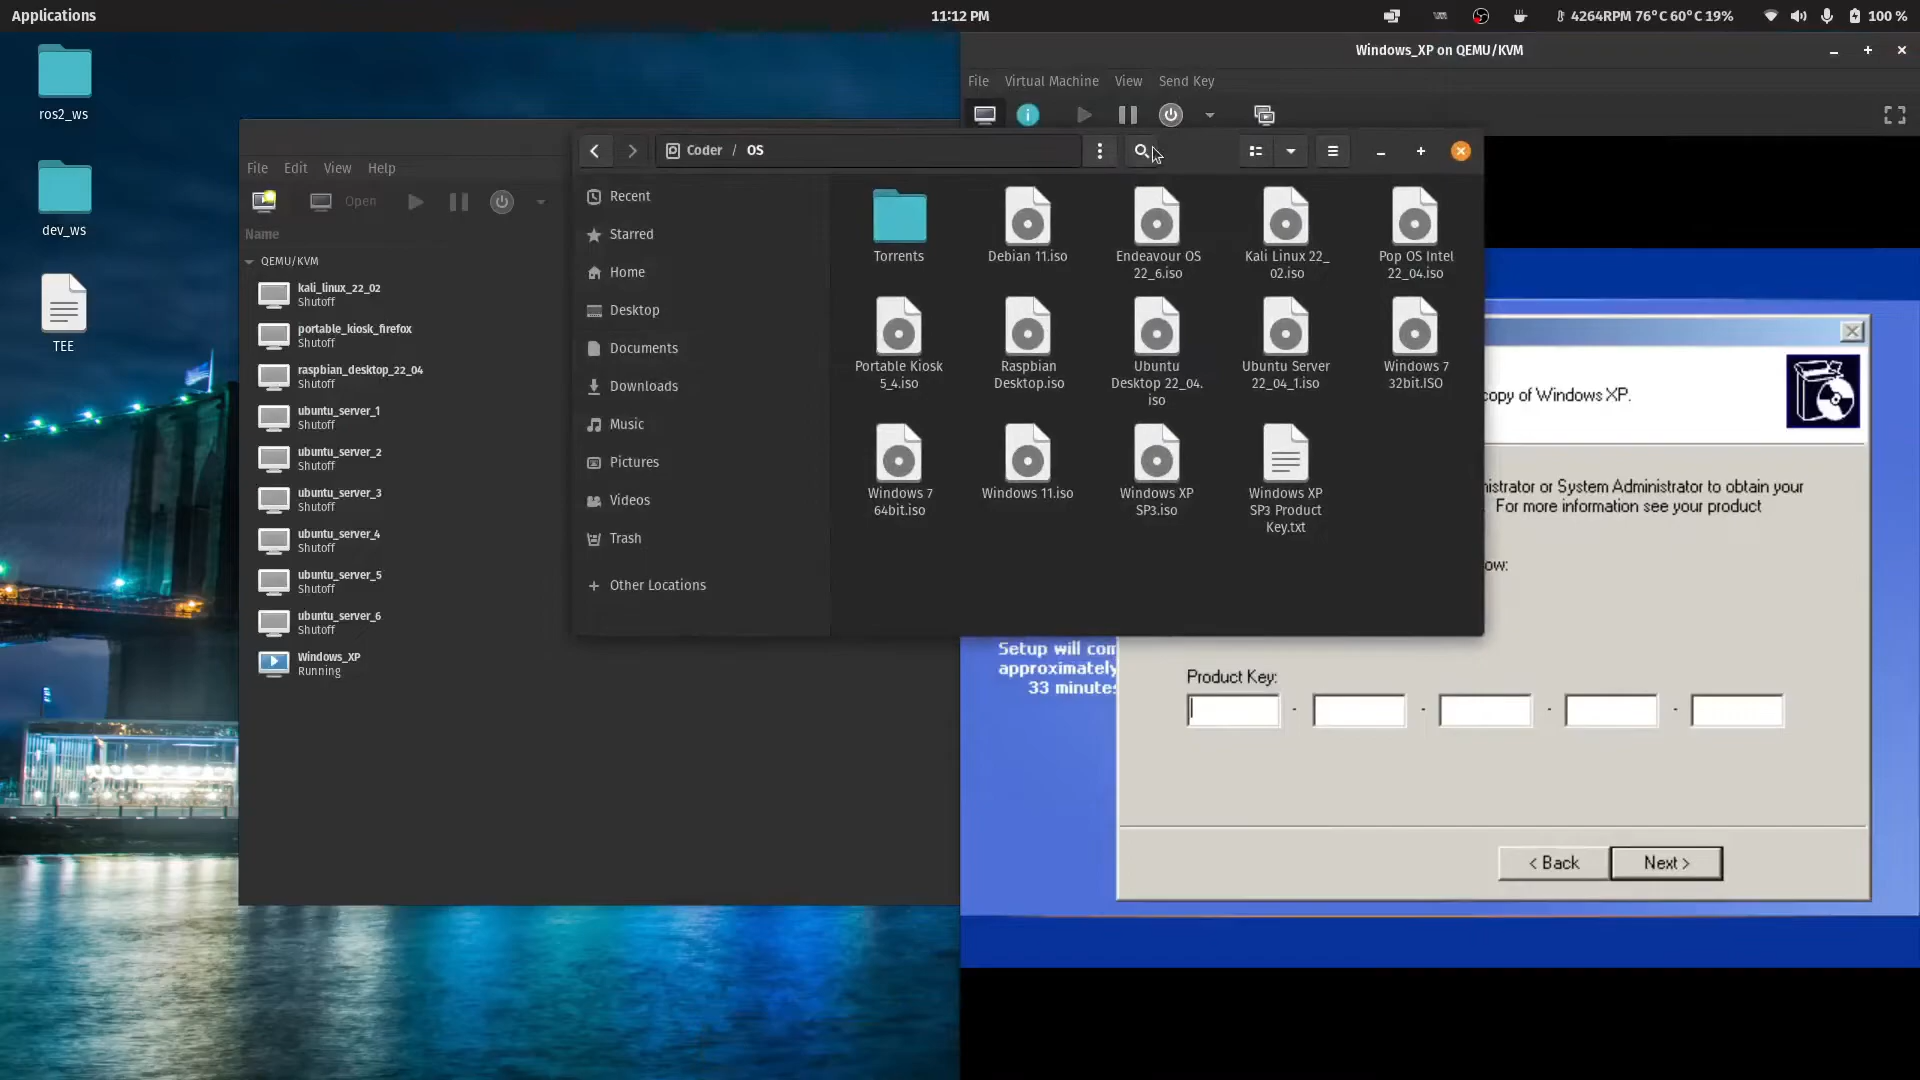 Applications
11:12 PM
4264RPM 76°C 60°C 19%
100 %
ros2_ws
dev_ws
TEE
File Edit View Help
Open
Name
QEMU/KVM
kali_linux_22_02
Shutoff
portable_kiosk_firefox
Shutoff
raspbian_desktop_22_04
Shutoff
ubuntu_server_1
Shutoff
ubuntu_server_2
Shutoff
ubuntu_server_3
Shutoff
ubuntu_server_4
Shutoff
ubuntu_server_5
Shutoff
ubuntu_server_6
Shutoff
Windows_XP
Running
Coder / OS
Recent
Starred
Home
Desktop
Documents
Downloads
Music
Pictures
Videos
Trash
+ Other Locations
Torrents
Debian 11.iso
Endeavour OS
22_6.iso
Kali Linux 22_
02.iso
Pop OS Intel
22_04.iso
Portable Kiosk
5_4.iso
Raspbian
Desktop.iso
Ubuntu
Desktop 22_04.
iso
Ubuntu Server
22_04_1.iso
Windows 7
32bit.ISO
Windows 7
64bit.iso
Windows 11.iso
Windows XP
SP3.iso
Windows XP
SP3 Product
Key.txt
Windows_XP on QEMU/KVM
File Virtual Machine View Send Key
copy of Windows XP.
nistrator or System Administrator to obtain your
For more information see your product
ow:
Setup will com
approximately
33 minutes
Product Key:
- - - -
< Back
Next >